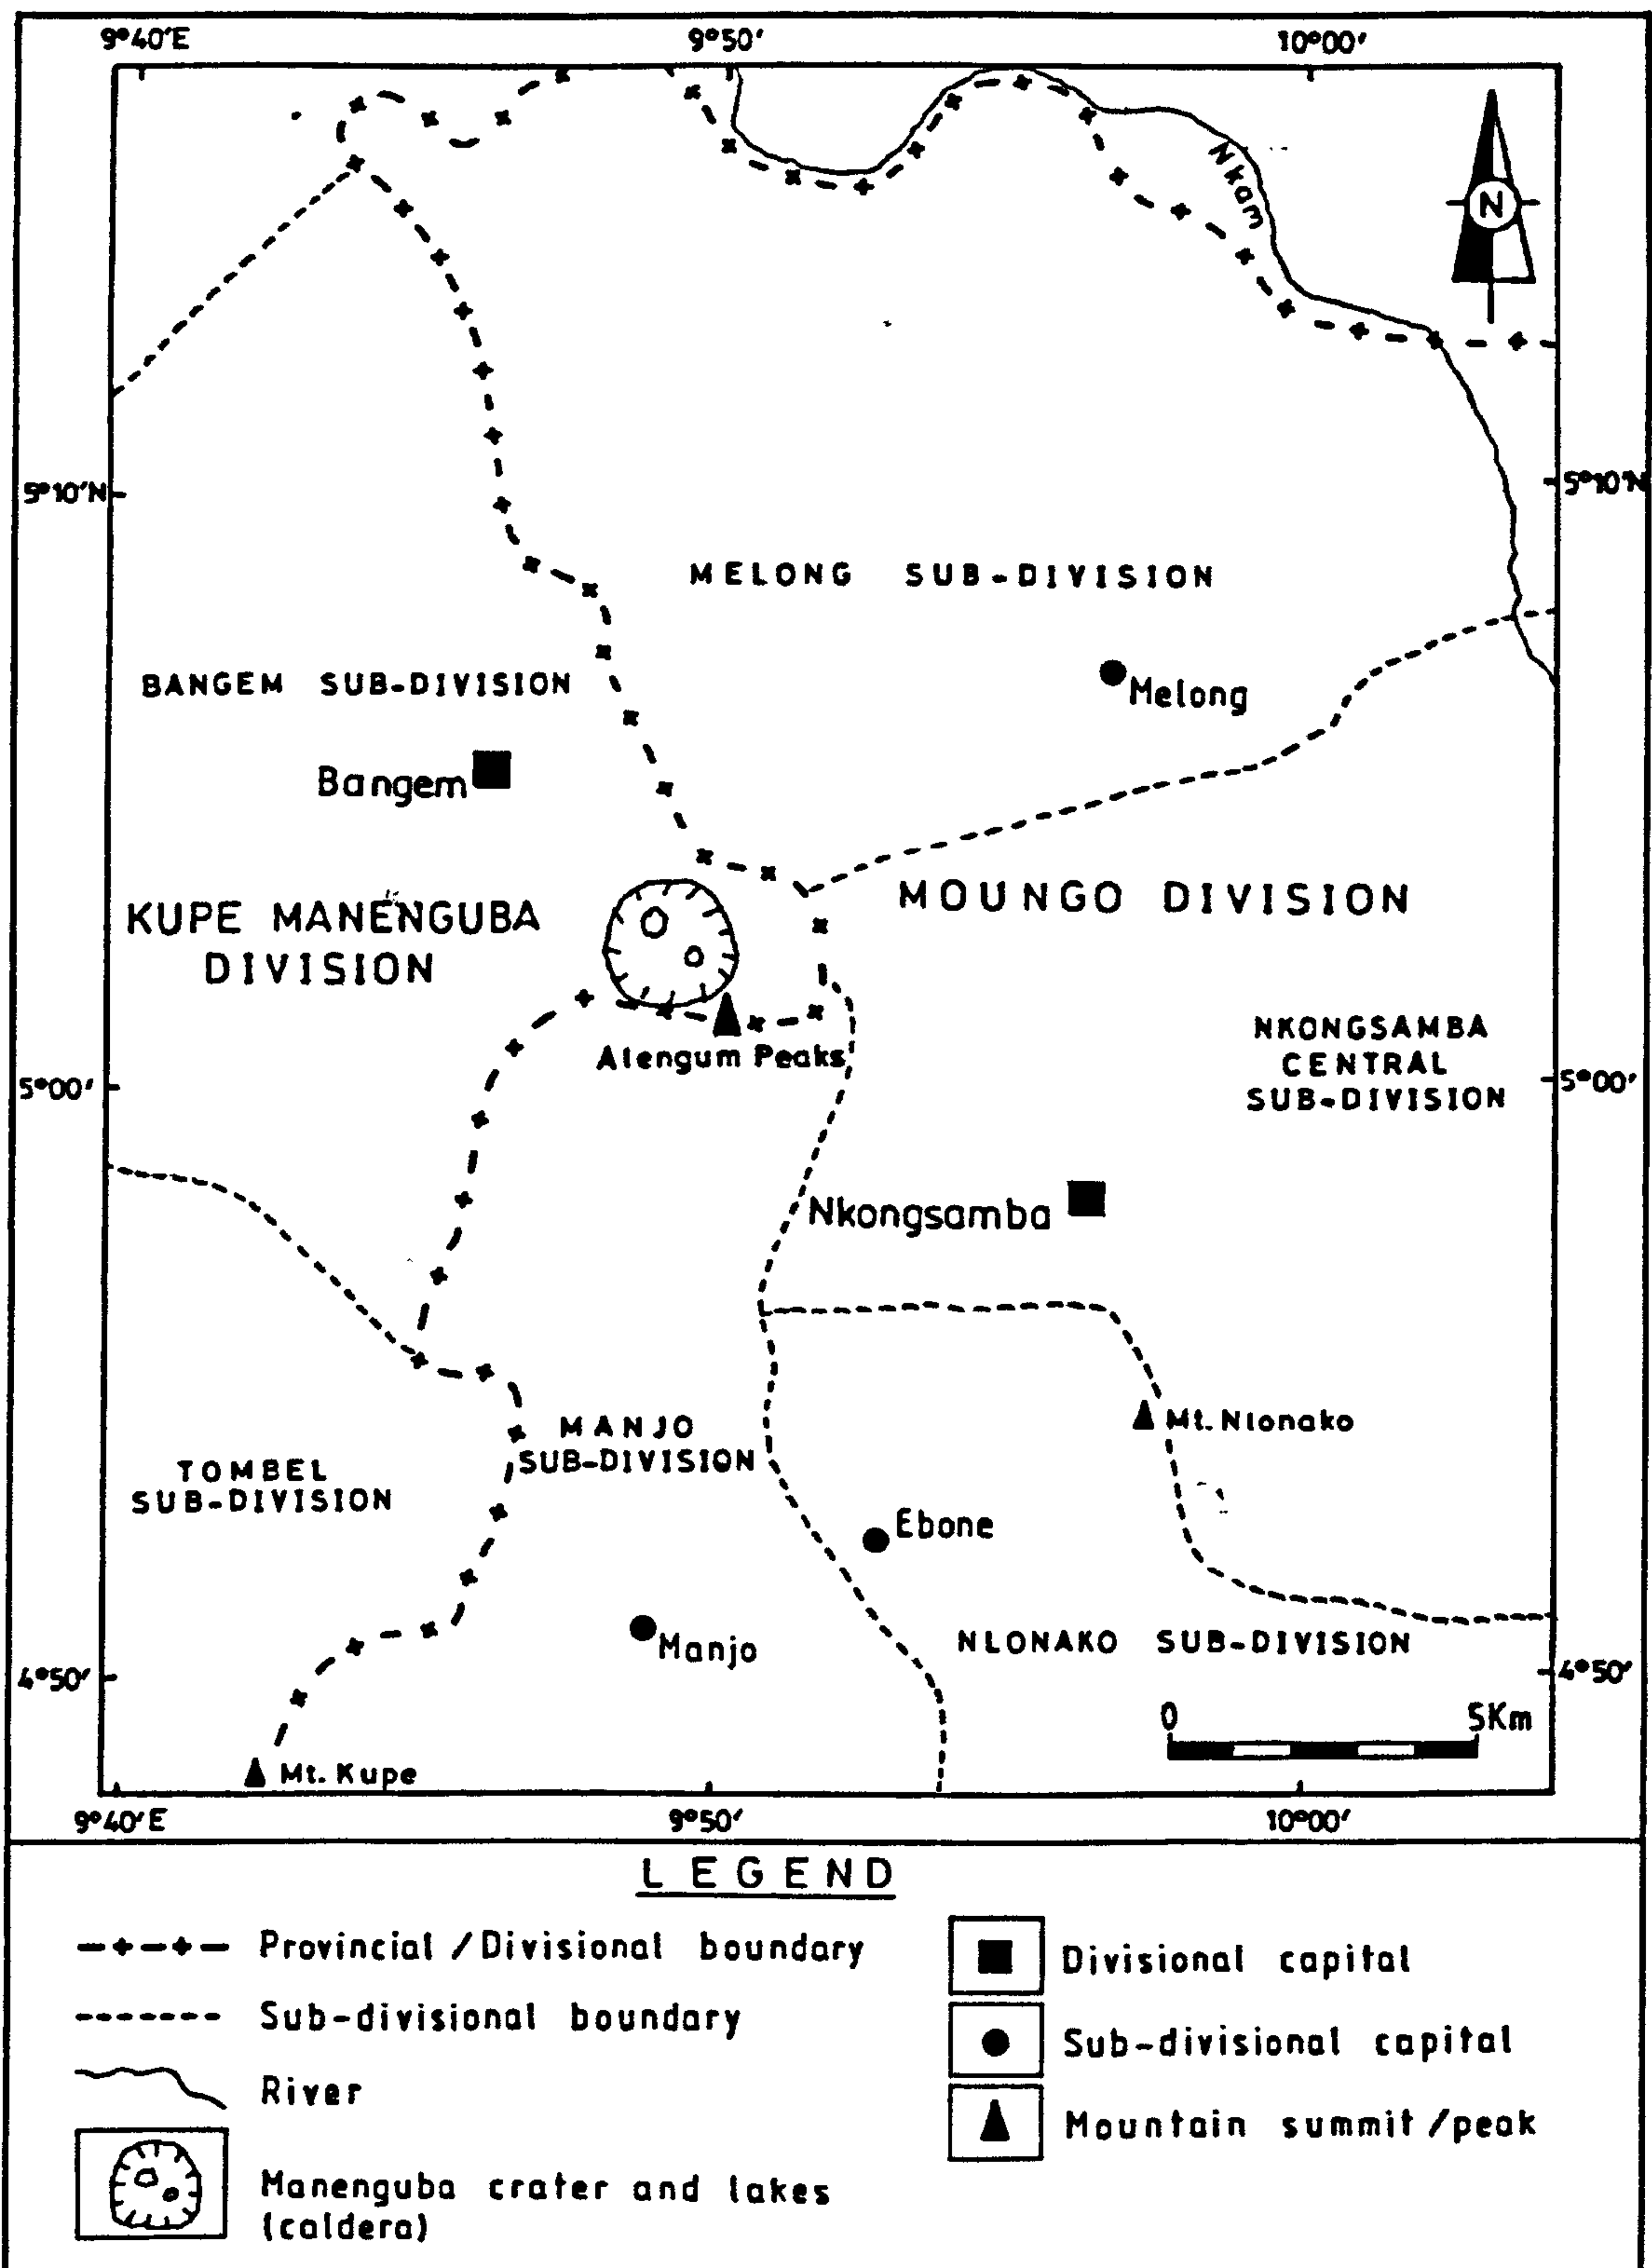 9°40'E 9°50' 10°00'
N
Nkam
5°10'N 5°10'N
MELONG SUB-DIVISION
BANGEM SUB-DIVISION
Melong
Bangem
KUPE MANENGUBA
DIVISION
MOUNGO DIVISION
NKONGSAMBA
CENTRAL
SUB-DIVISION
Alengum Peaks
5°00' 5°00'
Nkongsamba
Mt. Nlonako
MANJO
SUB-DIVISION
TOMBEL
SUB-DIVISION
Ebone
Manjo
NLONAKO SUB-DIVISION
4°50' 4°50'
0 5Km
Mt. Kupe
9°40'E 9°50' 10°00'
LEGEND
Provincial / Divisional boundary
Sub-divisional boundary
River
Manenguba crater and lakes
(caldera)
Divisional capital
Sub-divisional capital
Mountain summit / peak